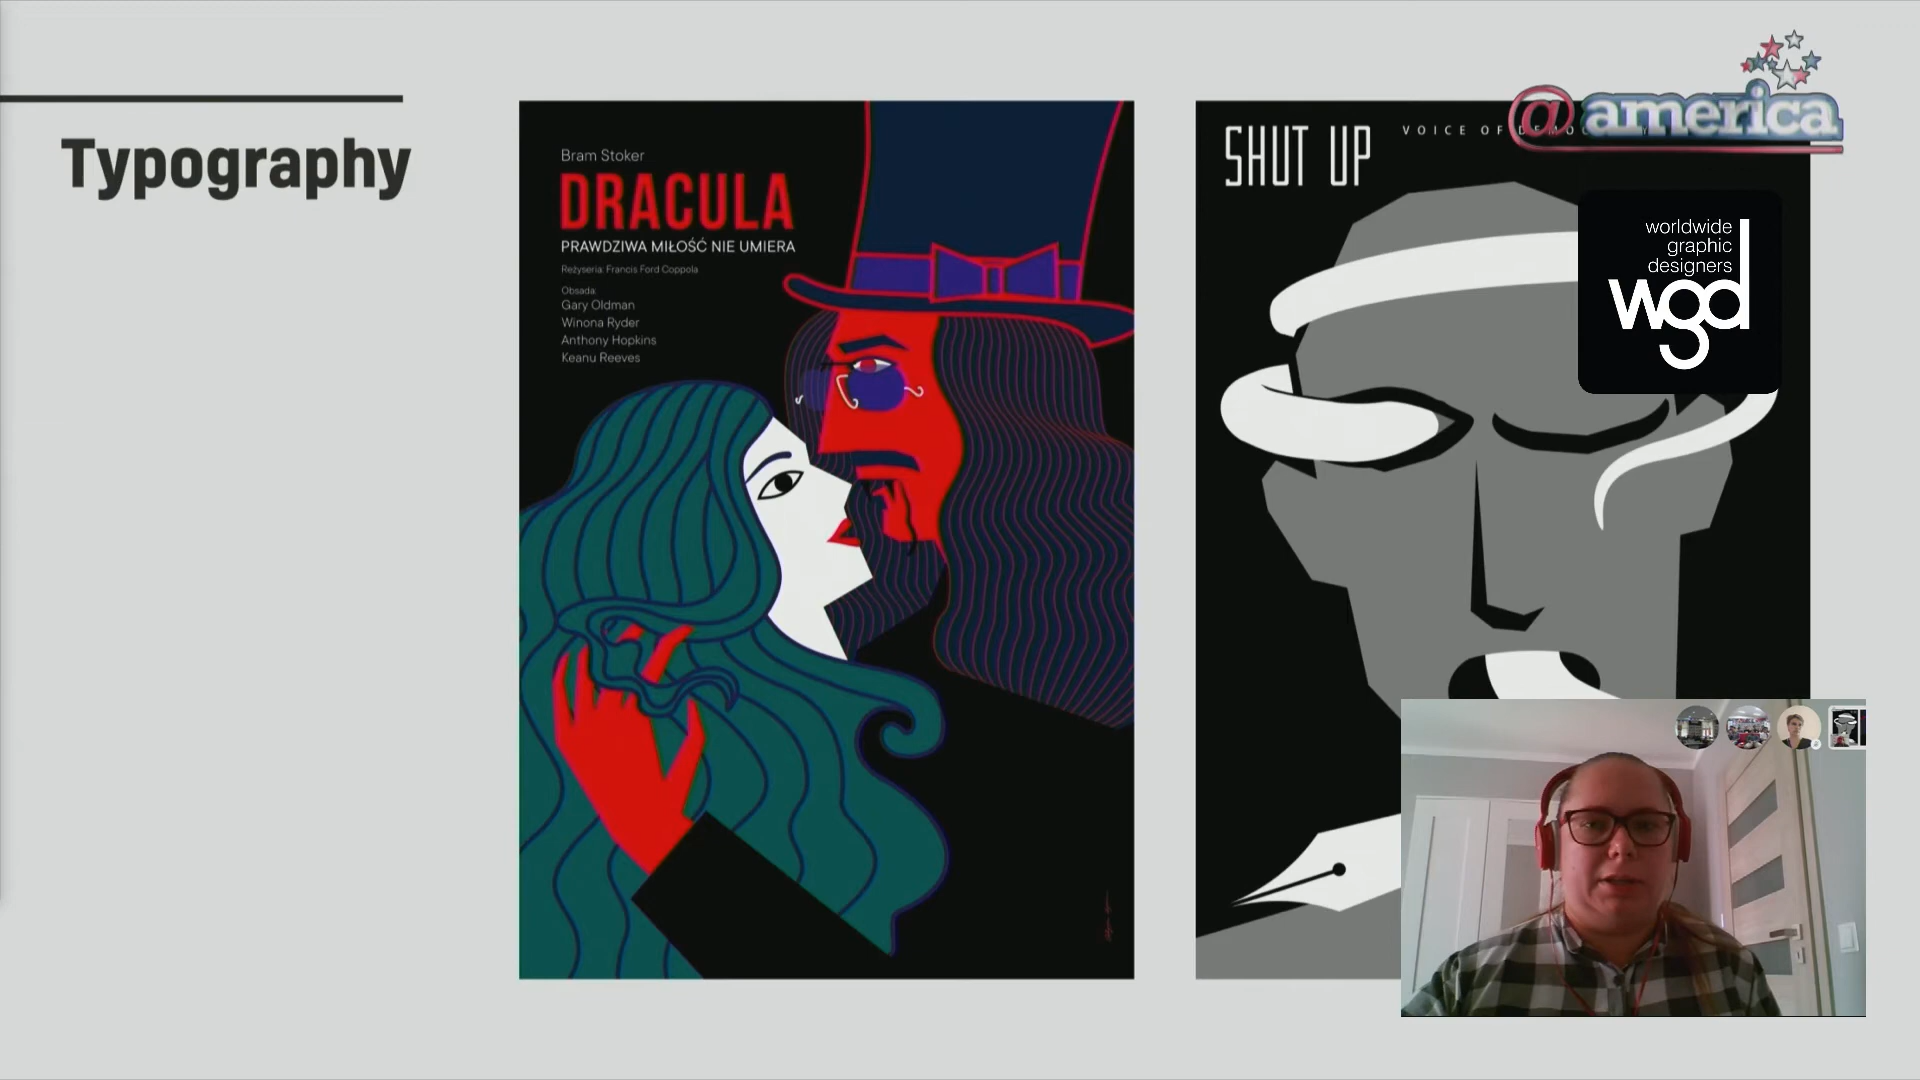 Typography
Bram Stoker
DRACULA
PRAWDZIWA MIŁOŚĆ NIE UMIERA
Reżyseria: Francis Ford Coppola
Obsada:
Gary Oldman
Winona Ryder
Anthony Hopkins
Keanu Reeves
SHUT UP
VOICE OF
@america
worldwide
graphic
designers
wgd